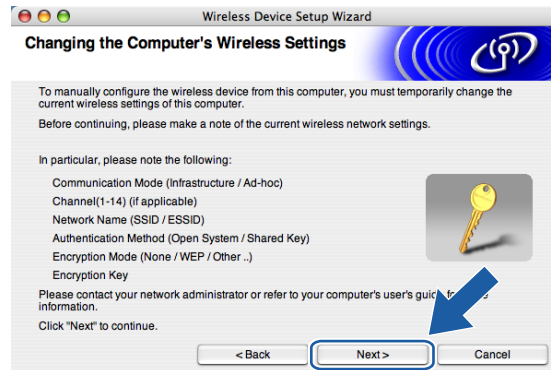 Wireless Device Setup Wizard
Changing the Computer's Wireless Settings
To manually configure the wireless device from this computer, you must temporarily change the
current wireless settings of this computer.
Before continuing, please make a note of the current wireless network settings.
In particular, please note the following:
Communication Mode (Infrastructure / Ad-hoc)
Channel(1-14) (if applicable)
Network Name (SSID / ESSID)
Authentication Method (Open System / Shared Key)
Encryption Mode (None / WEP / Other ..)
Encryption Key
Please contact your network administrator or refer to your computer's user's
information.
Click "Next" to continue.
< Back Next > Cancel